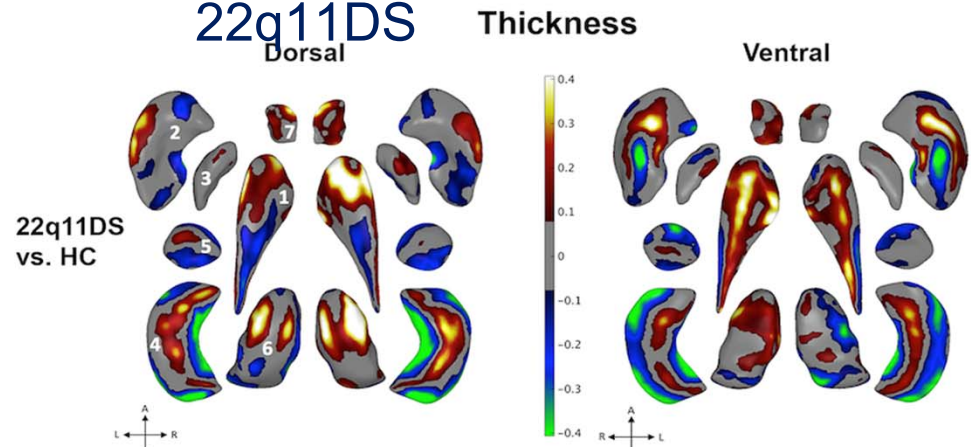 22q11DS
Thickness
Dorsal
Ventral
22q11DS
vs. HC
2
7
3
1
5
4
6
0.4
0.3
0.2
0.1
0
-0.1
-0.2
-0.3
-0.4
A
L R
A
R L